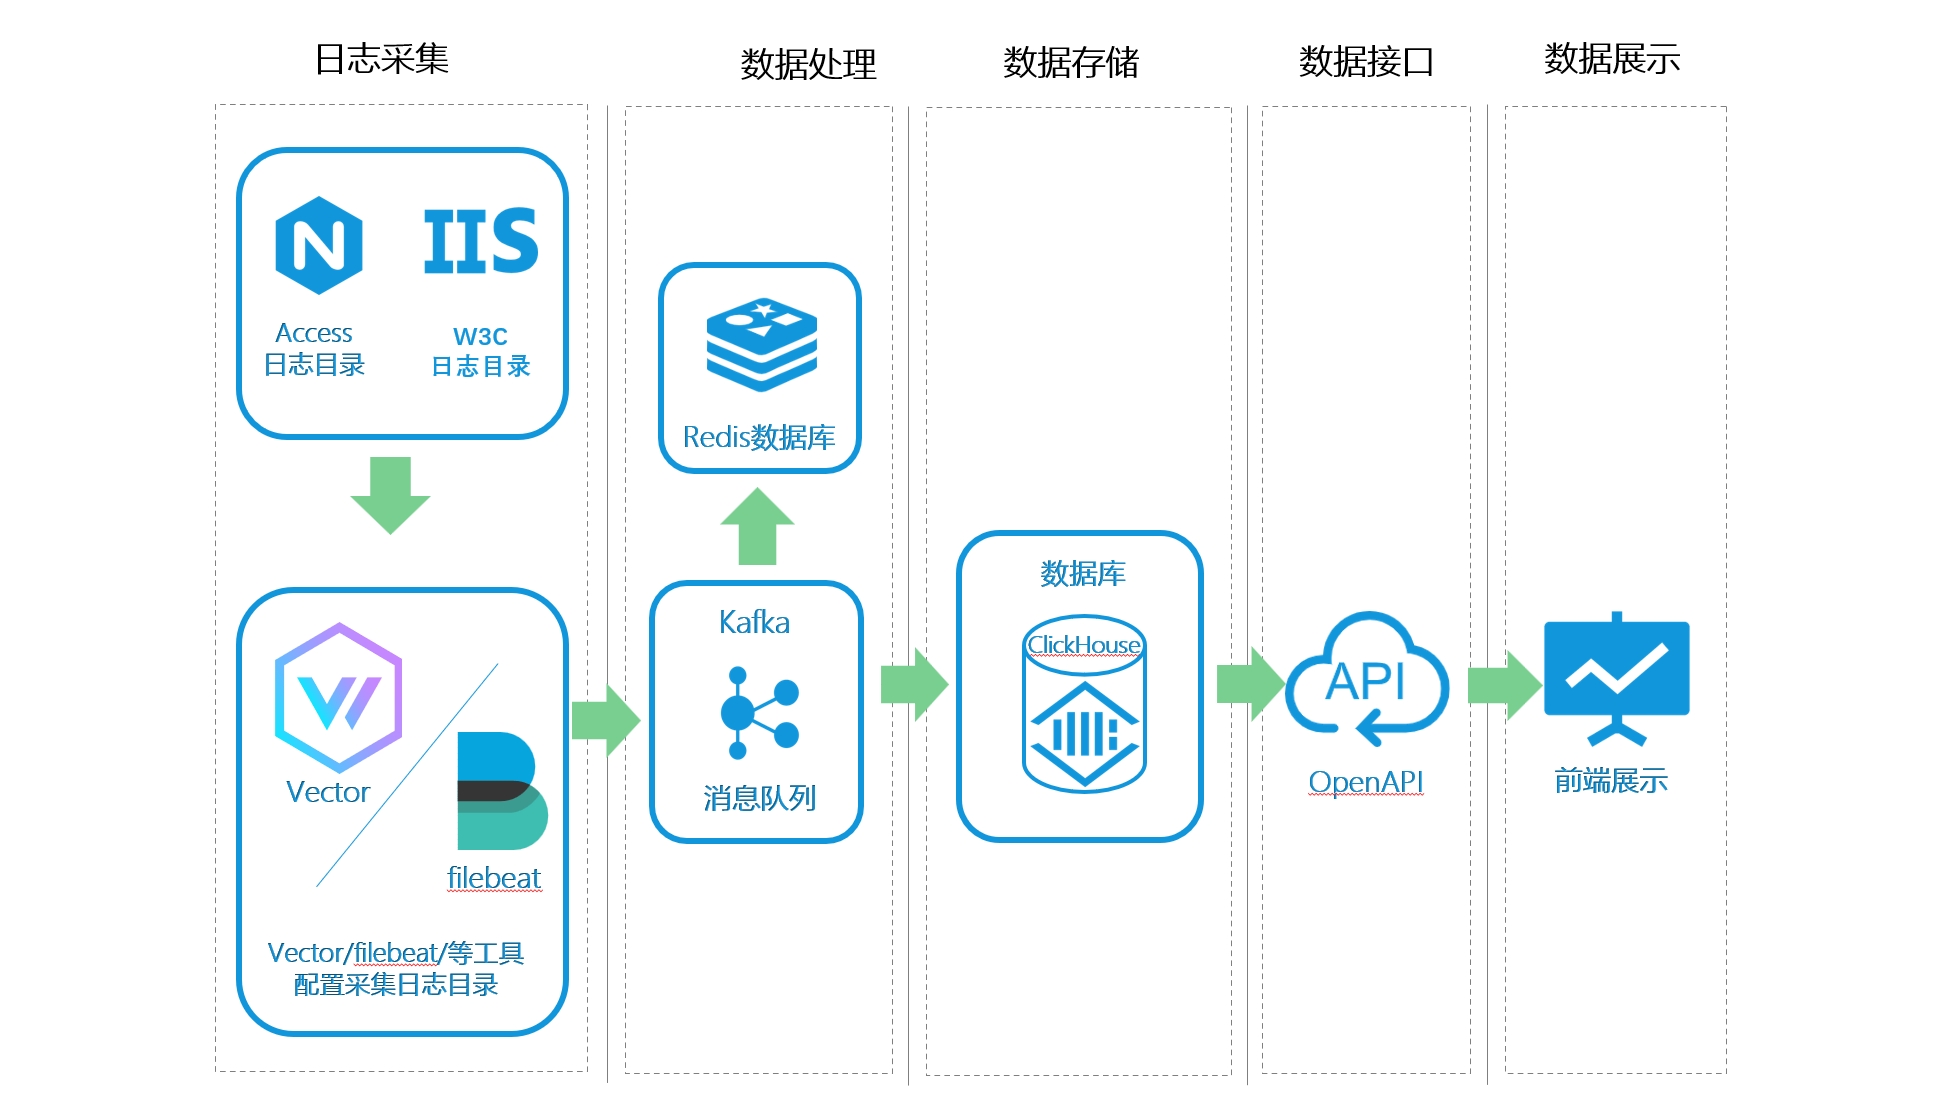 日志采集
数据处理
数据存储
数据接口
数据展示
IIS
Access
日志目录
W3C
日志目录
Redis数据库
Vector
filebeat
Vector/filebeat/等工具
配置采集日志目录
Kafka
消息队列
数据库
ClickHouse
API
OpenAPI
前端展示